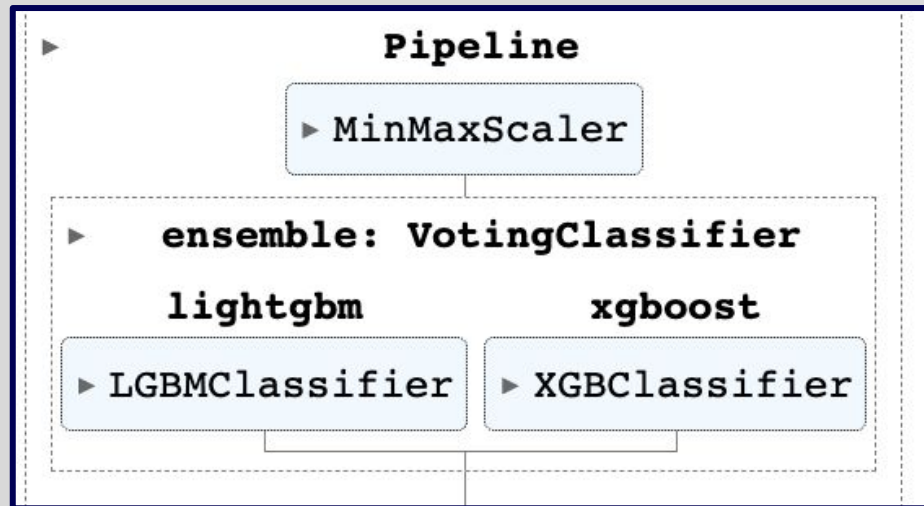 Pipeline
MinMaxScaler
ensemble: VotingClassifier
lightgbm xgboost
LGBMClassifier XGBClassifier